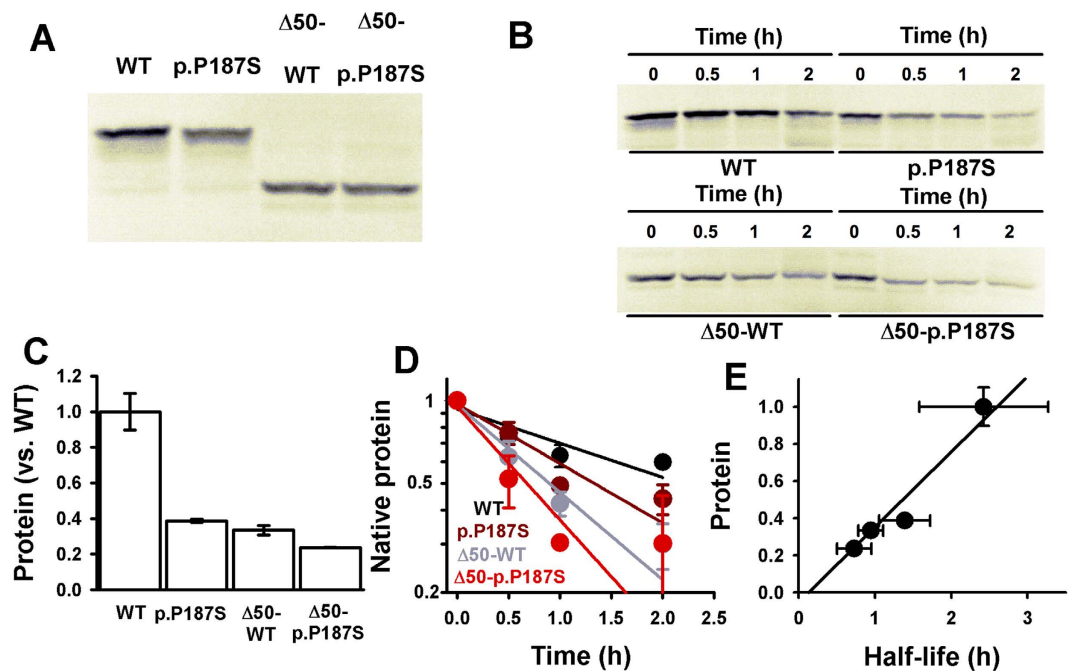 A
WT p.P187S Δ50-WT Δ50-p.P187S
B
Time (h) Time (h)
0 0.5 1 2 0 0.5 1 2
WT p.P187S
Time (h) Time (h)
0 0.5 1 2 0 0.5 1 2
Δ50-WT Δ50-p.P187S
C
Protein (vs. WT)
1.2
1.0
0.8
0.6
0.4
0.2
0.0
WT p.P187S Δ50-WT Δ50-p.P187S
D
Native protein
1
0.5
0.2
WT
p.P187S
Δ50-WT
Δ50-p.P187S
0.0 0.5 1.0 1.5 2.0 2.5
Time (h)
E
Protein
1.0
0.8
0.6
0.4
0.2
0.0
0 1 2 3
Half-life (h)